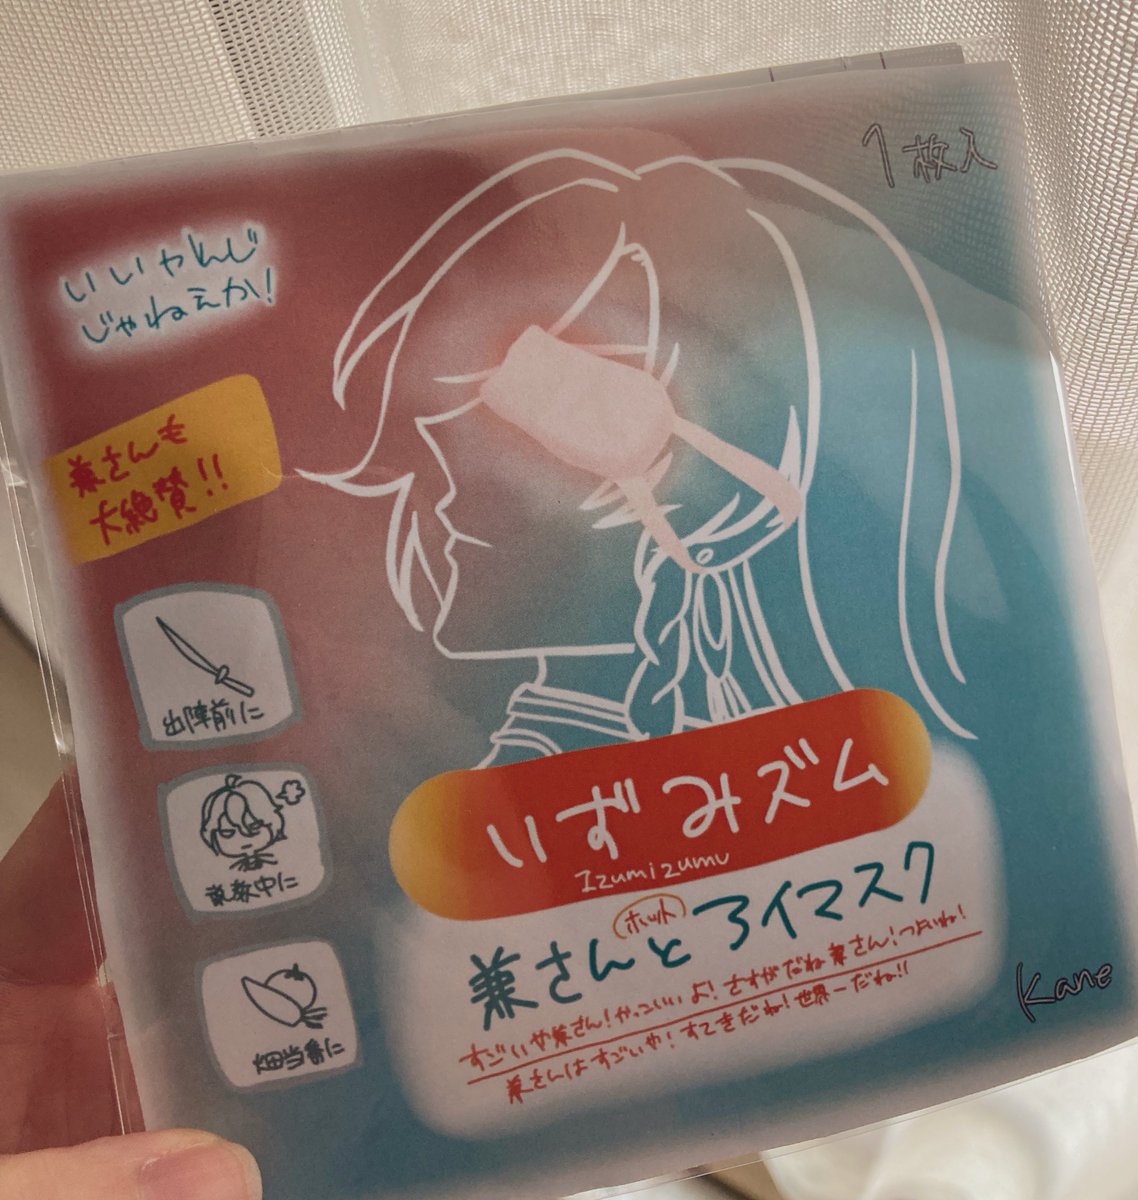 1枚入
いいやんじ
じゃねえか!
兼さんも
大絶賛!!
出陣前に
説教中に
畑当番に
いずみズム
Izumizumu
ホット
兼さんとアイマスク
すごいや兼さん!かっこいいよ!さすがだね兼さん!つよいね!
兼さんはすごいや!すてきだね!世界一だね!!
Kane